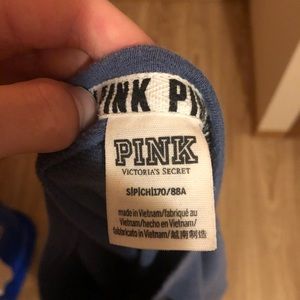 PINK PI
PINK
VICTORIA'S SECRET
S|P|CH|170/88A
made in Vietnam/fabriqué au
Vietnam/hecho en Vietnam/
fabbricato in Vietnam/越南制造